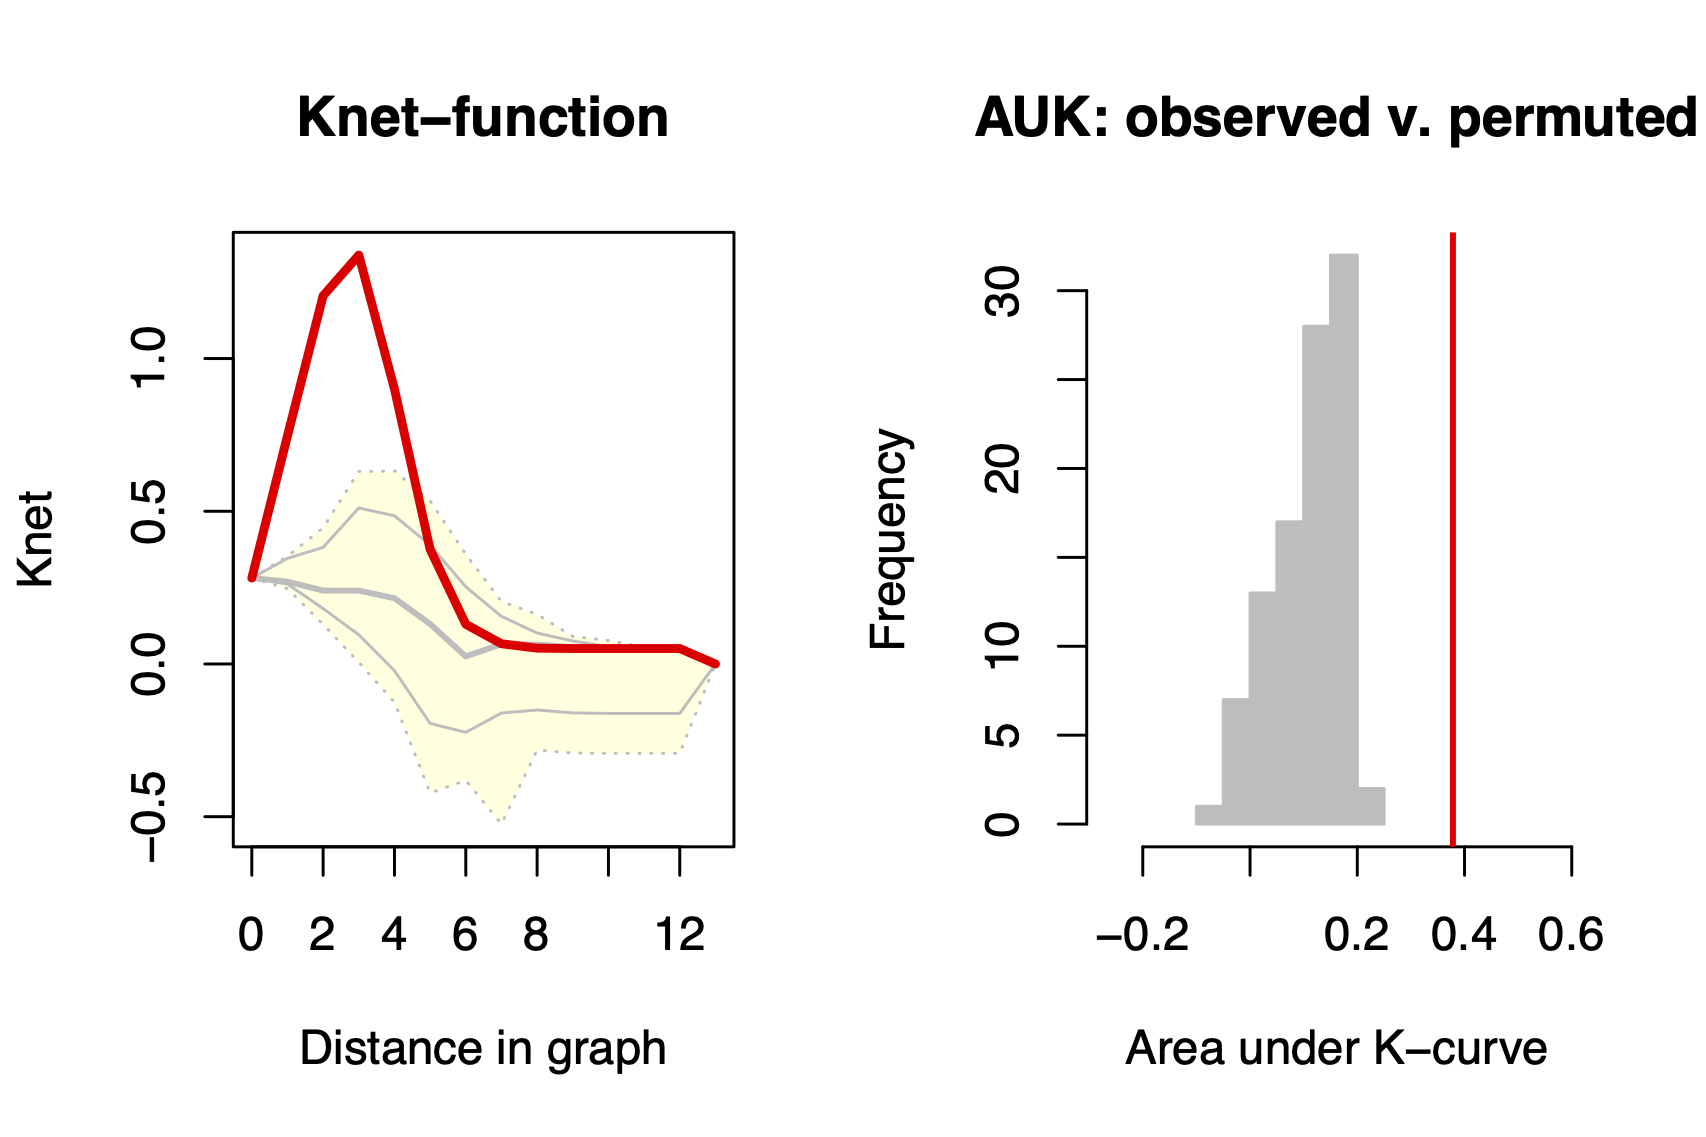 Knet–function
Knet
1.0
0.5
0.0
−0.5
0 2 4 6 8 12
Distance in graph
AUK: observed v. permuted
Frequency
30
20
10
5
0
−0.2 0.2 0.4 0.6
Area under K−curve